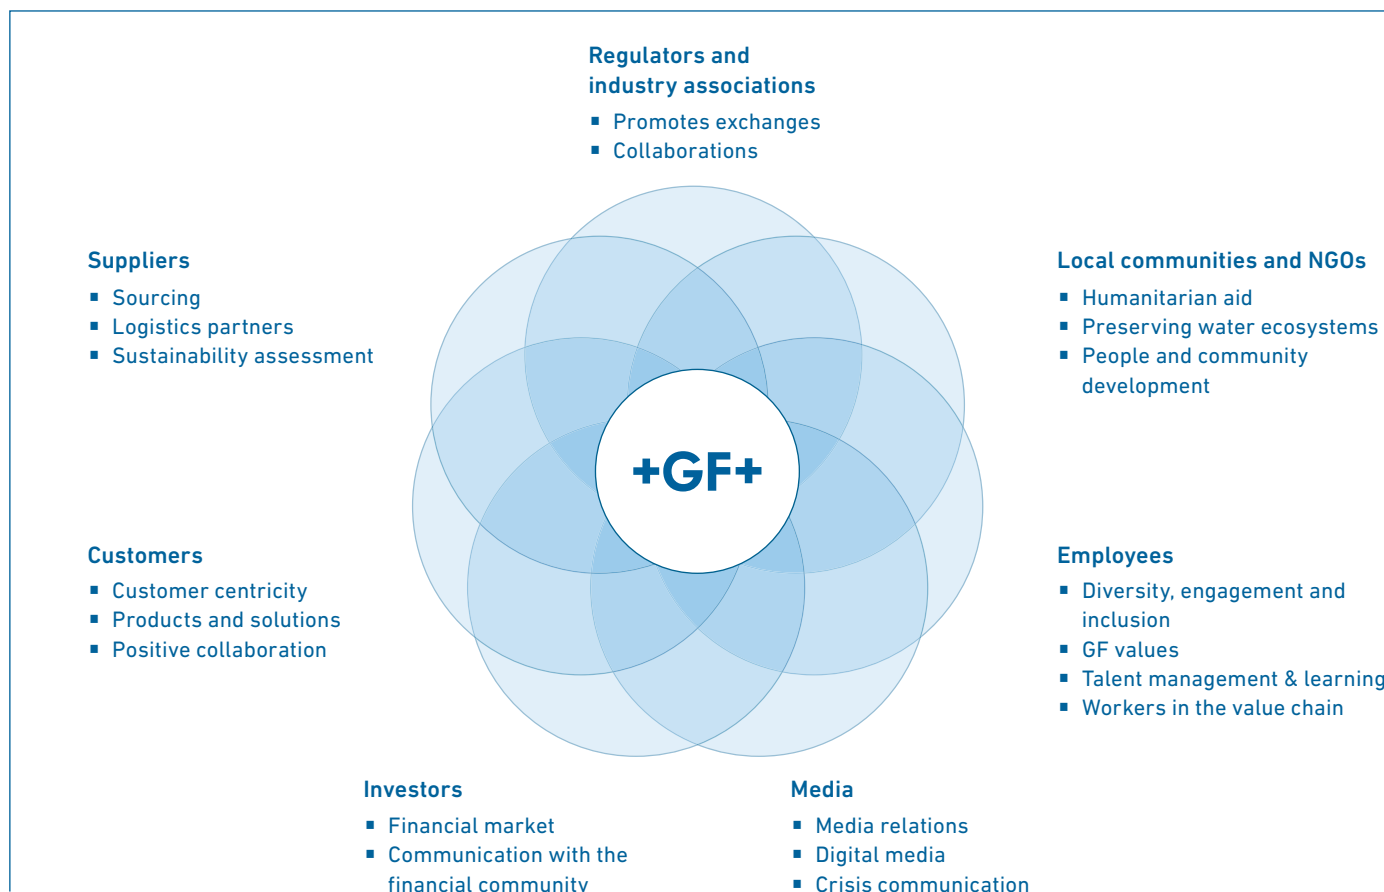 Regulators and
industry associations
▪ Promotes exchanges
▪ Collaborations
Suppliers
▪ Sourcing
▪ Logistics partners
▪ Sustainability assessment
Local communities and NGOs
▪ Humanitarian aid
▪ Preserving water ecosystems
▪ People and community
development
+GF+
Customers
▪ Customer centricity
▪ Products and solutions
▪ Positive collaboration
Employees
▪ Diversity, engagement and
inclusion
▪ GF values
▪ Talent management & learning
▪ Workers in the value chain
Investors
▪ Financial market
▪ Communication with the
financial community
Media
▪ Media relations
▪ Digital media
▪ Crisis communication